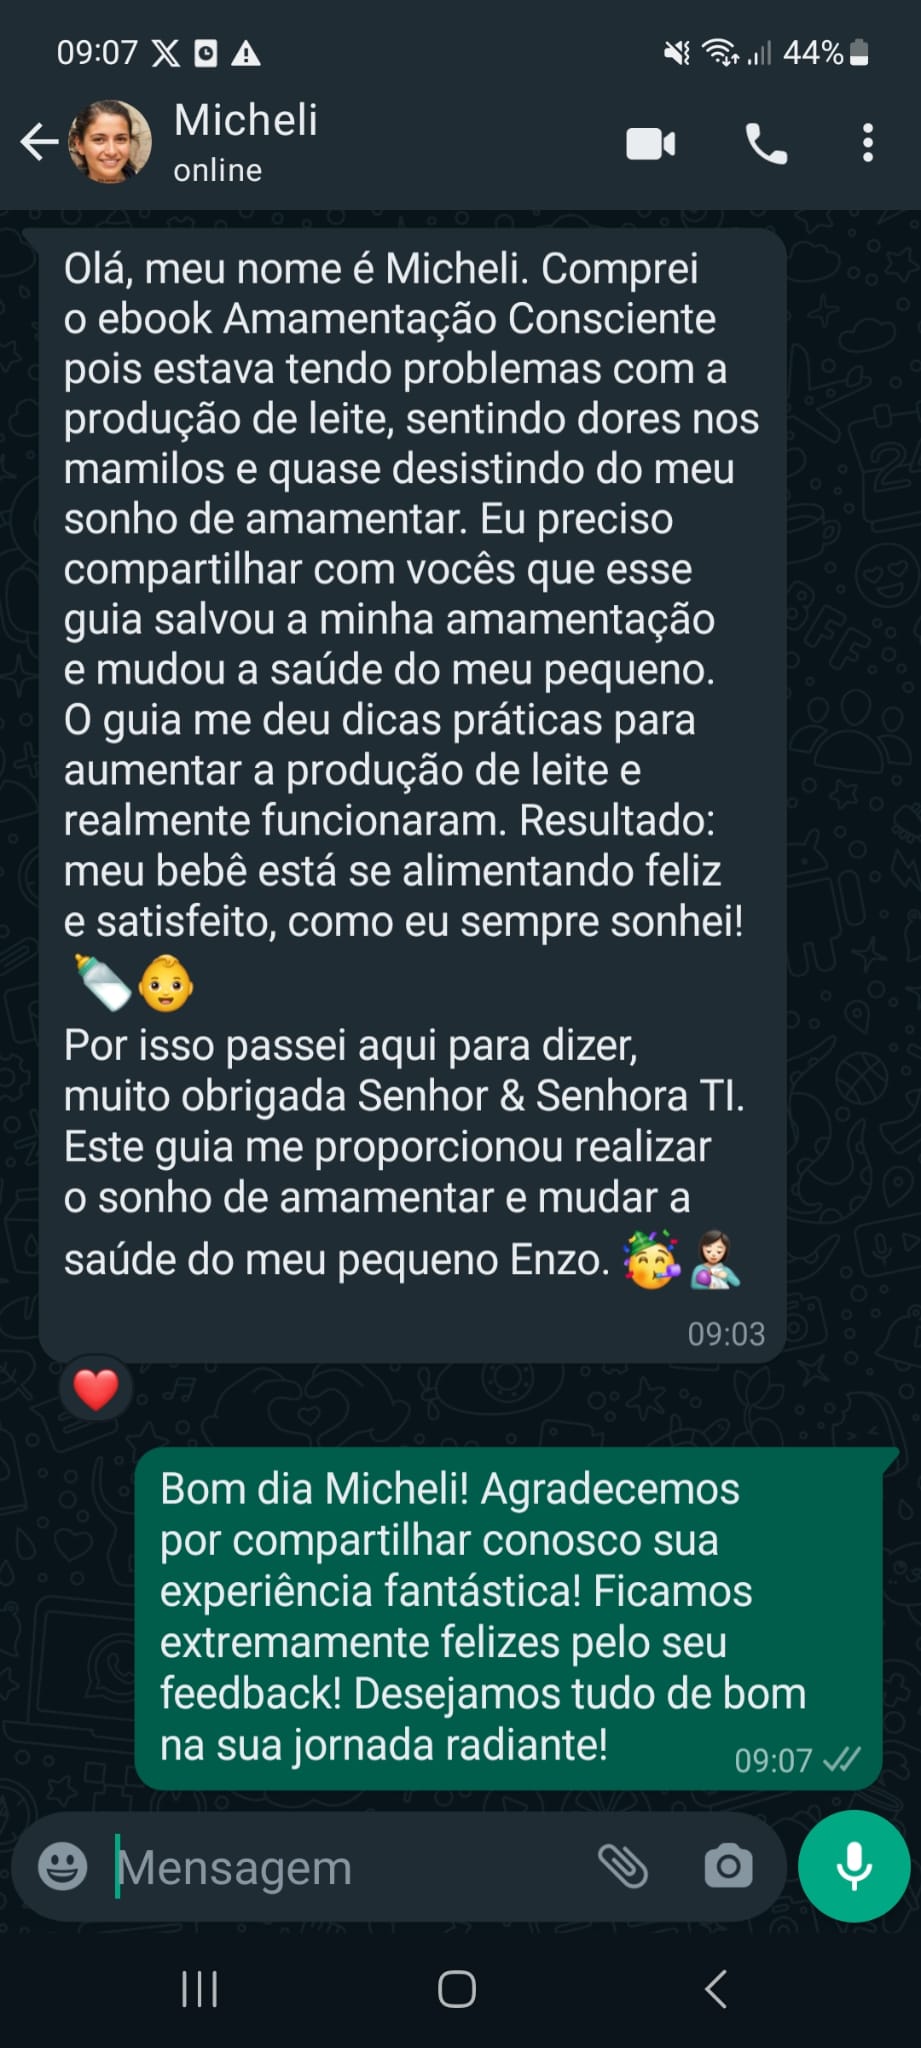 09:07
44%
Micheli
online
Olá, meu nome é Micheli. Comprei
o ebook Amamentação Consciente
pois estava tendo problemas com a
produção de leite, sentindo dores nos
mamilos e quase desistindo do meu
sonho de amamentar. Eu preciso
compartilhar com vocês que esse
guia salvou a minha amamentação
e mudou a saúde do meu pequeno.
O guia me deu dicas práticas para
aumentar a produção de leite e
realmente funcionaram. Resultado:
meu bebê está se alimentando feliz
e satisfeito, como eu sempre sonhei!
🍼👶
Por isso passei aqui para dizer,
muito obrigada Senhor & Senhora TI.
Este guia me proporcionou realizar
o sonho de amamentar e mudar a
saúde do meu pequeno Enzo. 🥳🤱🏻
09:03
❤️
Bom dia Micheli! Agradecemos
por compartilhar conosco sua
experiência fantástica! Ficamos
extremamente felizes pelo seu
feedback! Desejamos tudo de bom
na sua jornada radiante!
09:07
Mensagem